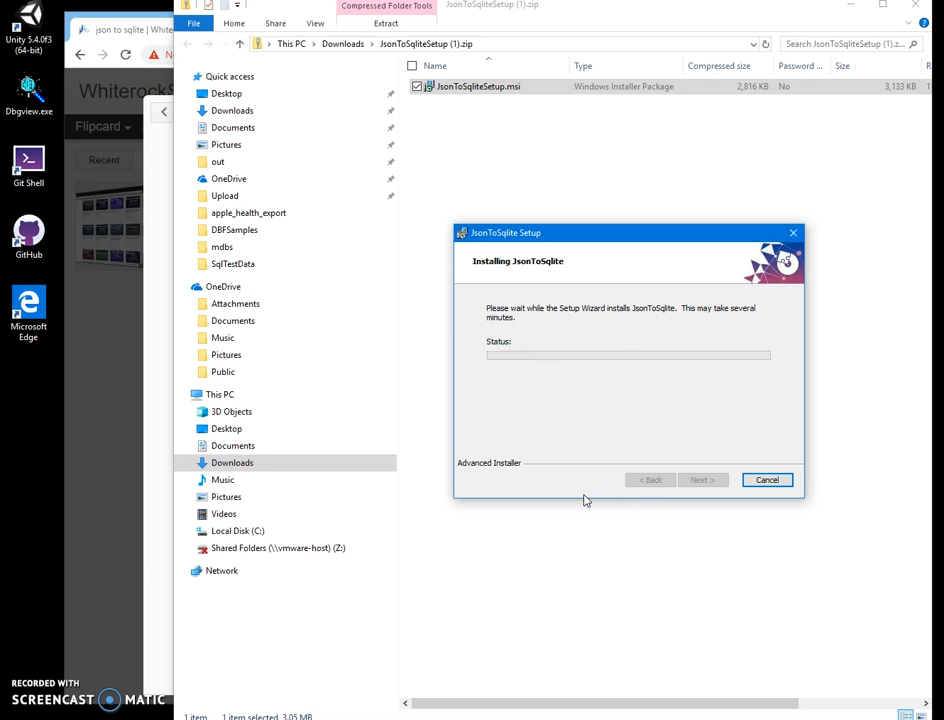 Compressed Folder Tools
JsonToSqliteSetup (1).zip
File
Home
Share
View
Extract
This PC
Downloads
JsonToSqliteSetup (1).zip
Search JsonToSqliteSetup (1).z...
Unity 5.4.0f3
(64-bit)
Dbgview.exe
Git Shell
GitHub
Microsoft
Edge
json to sqlite | White
Flipcard
Recent
Quick access
Desktop
Downloads
Documents
Pictures
out
OneDrive
Upload
apple_health_export
DBFSamples
mdbs
SqlTestData
OneDrive
Attachments
Documents
Music
Pictures
Public
This PC
3D Objects
Desktop
Documents
Downloads
Music
Pictures
Videos
Local Disk (C:)
Shared Folders (\\vmware-host) (Z:)
Network
Name
Type
Compressed size
Password ...
Size
JsonToSqliteSetup.msi
Windows Installer Package
2,816 KB
No
3,133 KB
JsonToSqlite Setup
Installing JsonToSqlite
Please wait while the Setup Wizard installs JsonToSqlite. This may take several
minutes.
Status:
Advanced Installer
< Back
Next >
Cancel
1 item
1 item selected 3.05 MB
RECORDED WITH
SCREENCAST MATIC